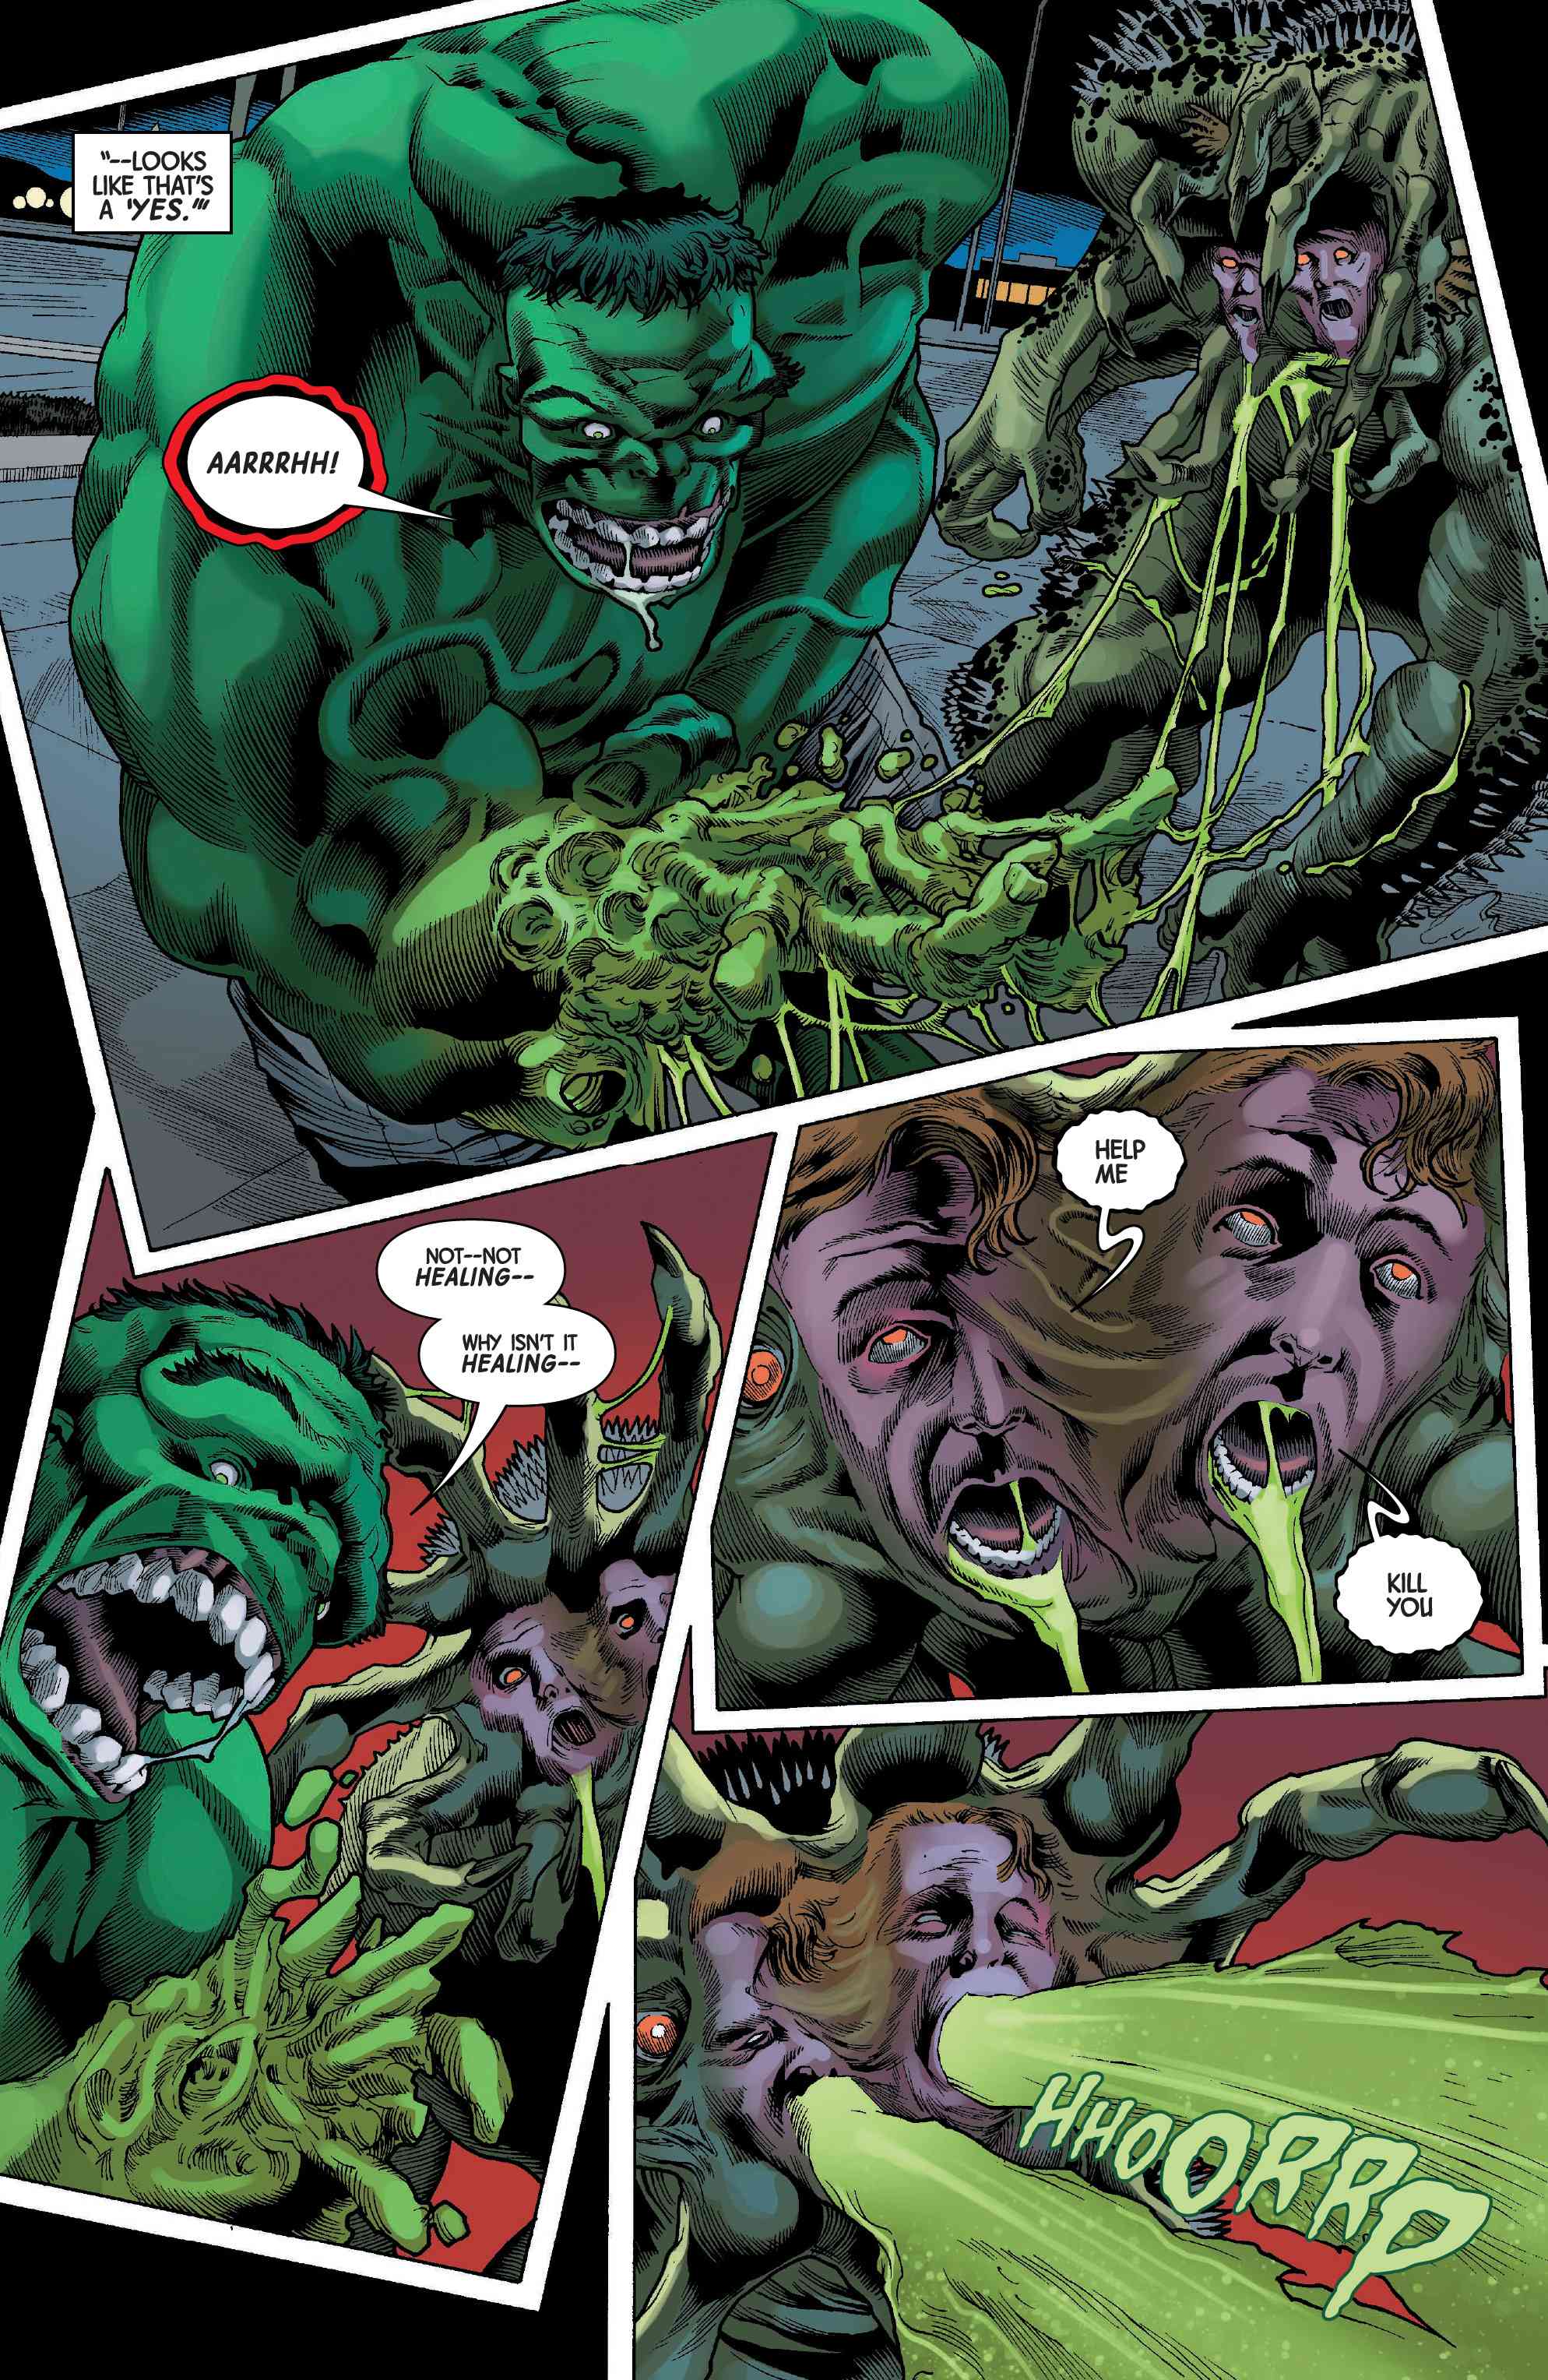 "--LOOKS
LIKE THAT'S
A 'YES.'"
AARRRHH!
NOT--NOT
HEALING--
WHY ISN'T IT
HEALING--
HELP
ME
KILL
YOU
HHOORRP